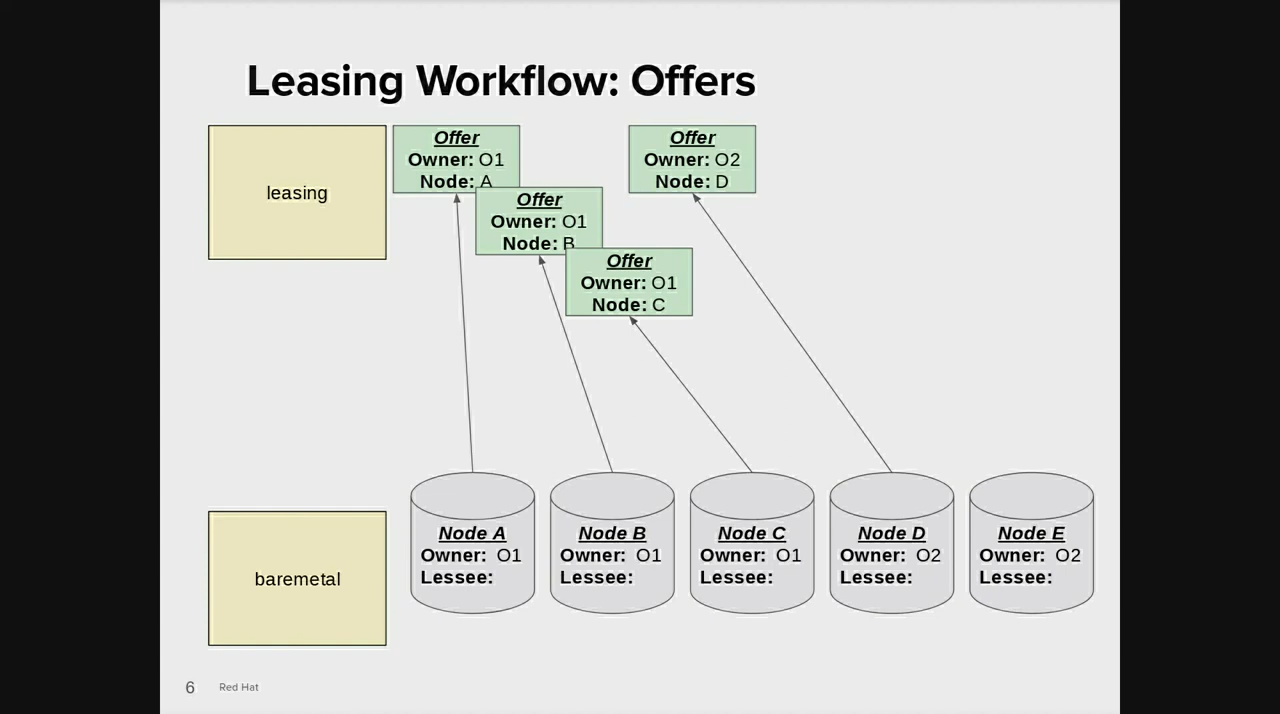 Leasing Workflow: Offers
leasing
Offer
Owner: O1
Node: A
Offer
Owner: O1
Node: B
Offer
Owner: O1
Node: C
Offer
Owner: O2
Node: D
baremetal
Node A
Owner: O1
Lessee:
Node B
Owner: O1
Lessee:
Node C
Owner: O1
Lessee:
Node D
Owner: O2
Lessee:
Node E
Owner: O2
Lessee:
6 Red Hat